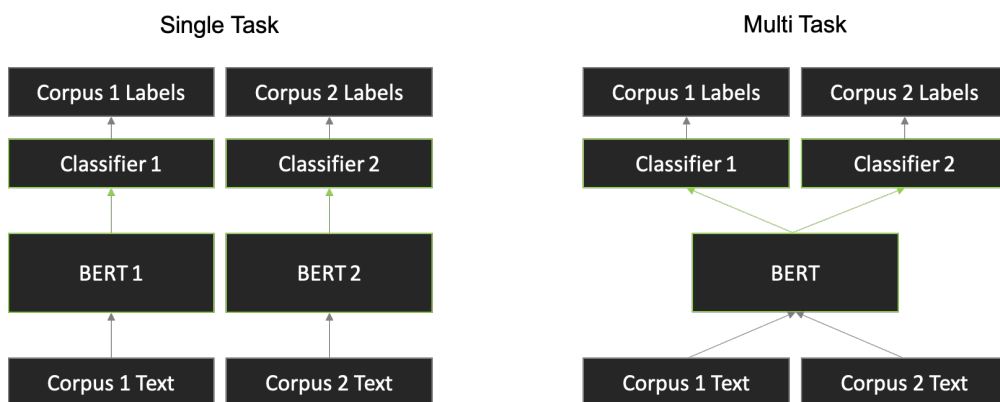 Single Task
Multi Task
Corpus 1 Labels
Corpus 2 Labels
Corpus 1 Labels
Corpus 2 Labels
Classifier 1
Classifier 2
Classifier 1
Classifier 2
BERT 1
BERT 2
BERT
Corpus 1 Text
Corpus 2 Text
Corpus 1 Text
Corpus 2 Text